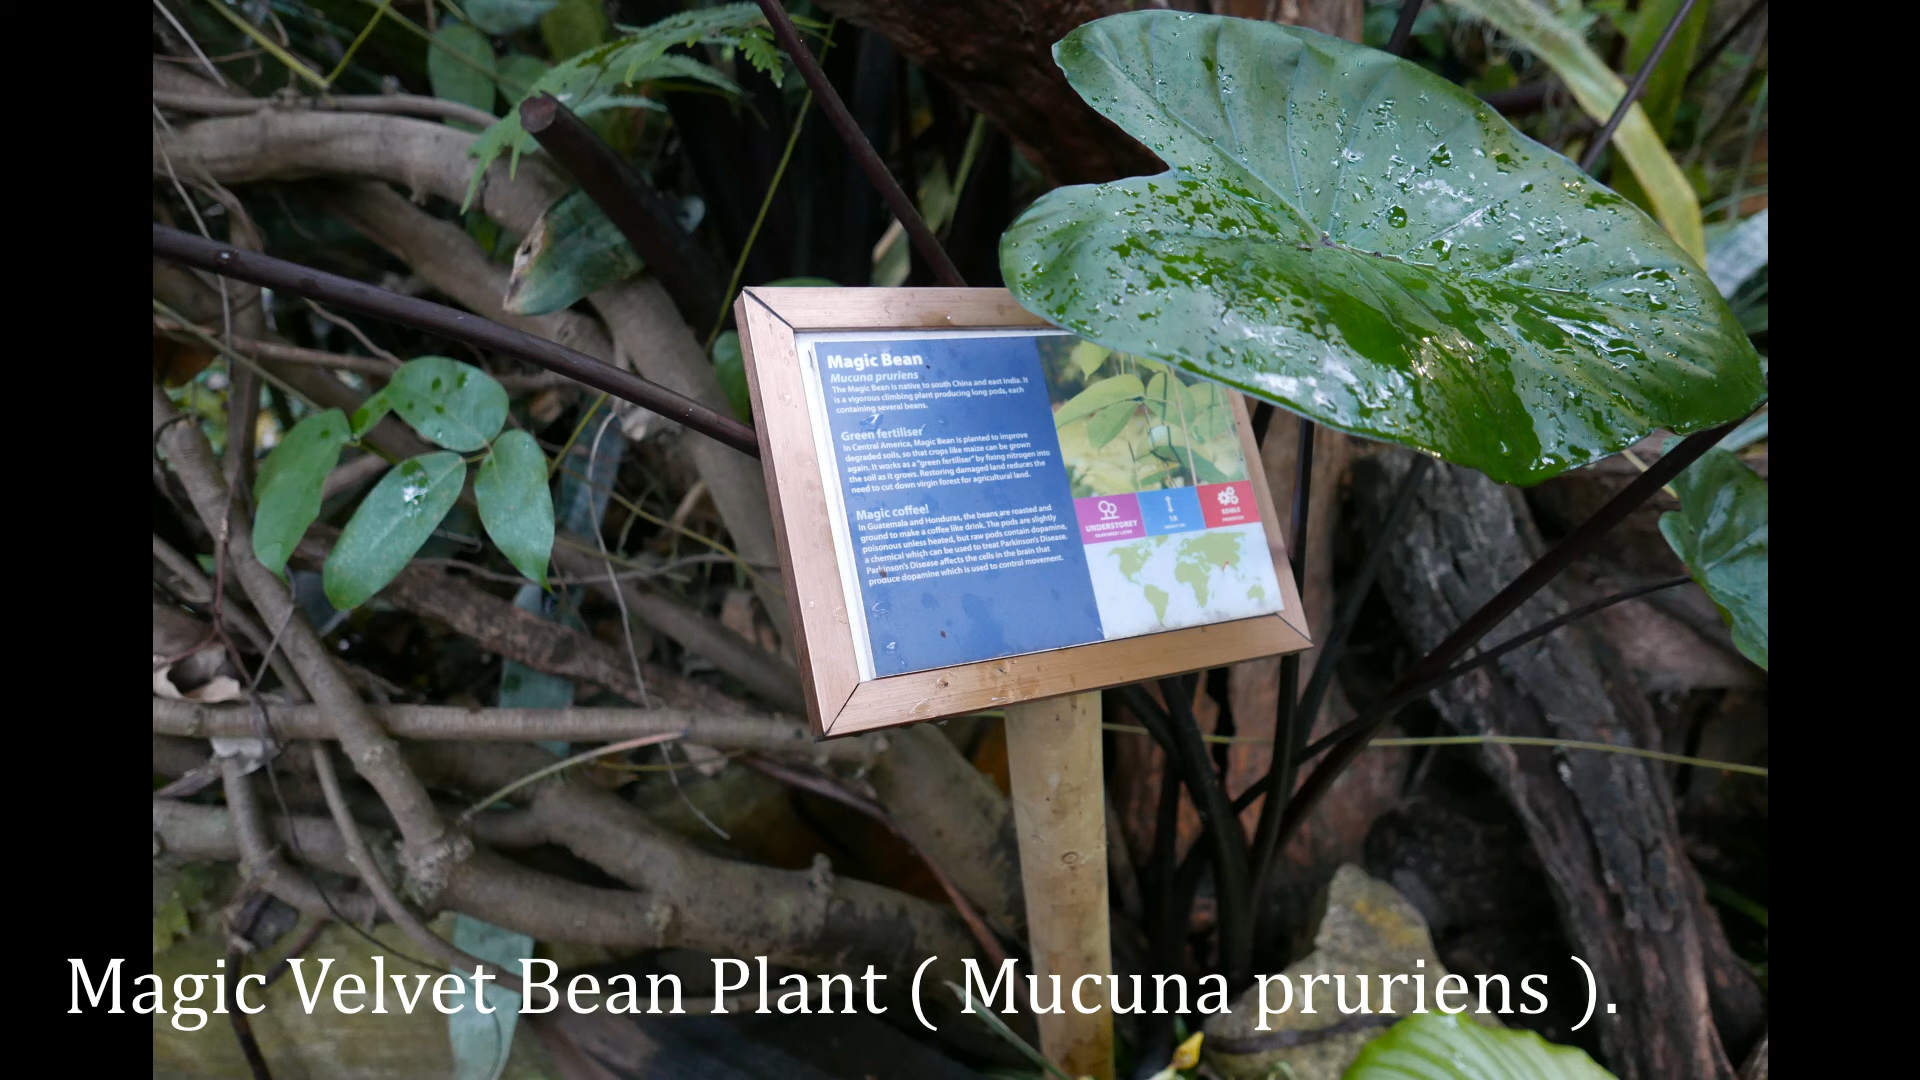 Magic Bean
Mucuna pruriens
The Magic Bean is native to south China and east India. It
is a vigorous climbing plant producing long pods, each
containing several beans.
Green fertiliser
In Central America, Magic Bean is planted to improve
degraded soils, so that crops like maize can be grown
again. It works as a "green fertiliser" by fixing nitrogen into
the soil as it grows. Restoring damaged land reduces the
need to cut down virgin forest for agricultural land.
Magic coffee!
In Guatemala and Honduras, the beans are roasted and
ground to make a coffee like drink. The pods are slightly
poisonous unless heated, but raw pods contain dopamine,
a chemical which can be used to treat Parkinson's Disease.
Parkinson's Disease affects the cells in the brain that
produce dopamine which is used to control movement.
UNDERSTOREY
RAINFOREST LAYER
EDIBLE
Magic Velvet Bean Plant ( Mucuna pruriens ).